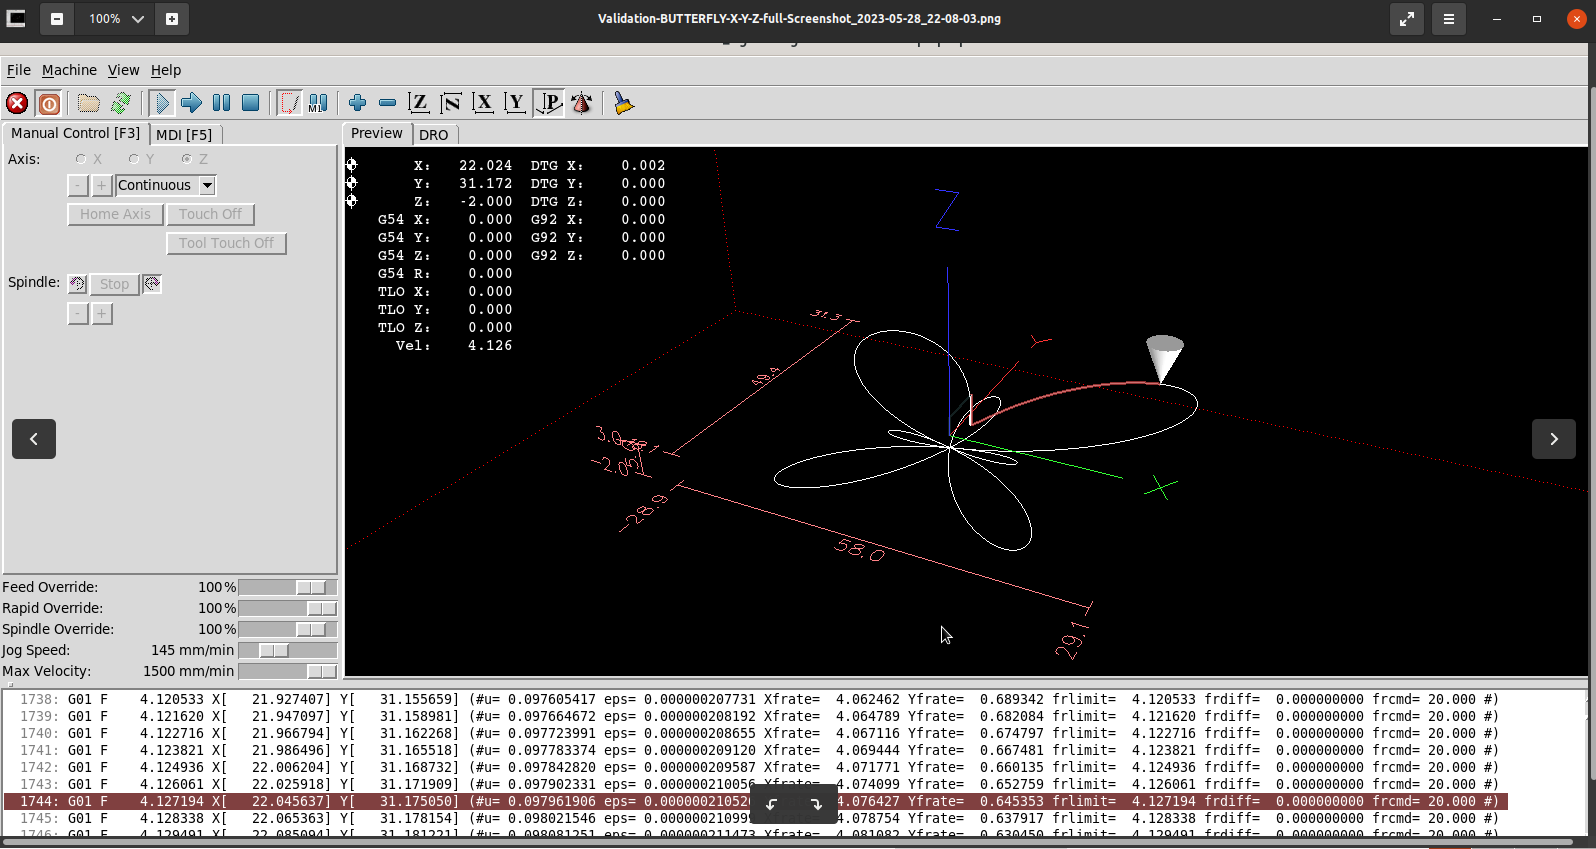 100%
Validation-BUTTERFLY-X-Y-Z-full-Screenshot_2023-05-28_22-08-03.png
File Machine View Help
Z N X Y P
M1
Manual Control [F3] MDI [F5]
Preview DRO
Axis: X Y Z
- + Continuous
Home Axis Touch Off
Tool Touch Off
Spindle: Stop
- +
X: 22.024 DTG X: 0.002
Y: 31.172 DTG Y: 0.000
Z: -2.000 DTG Z: 0.000
G54 X: 0.000 G92 X: 0.000
G54 Y: 0.000 G92 Y: 0.000
G54 Z: 0.000 G92 Z: 0.000
G54 R: 0.000
TLO X: 0.000
TLO Y: 0.000
TLO Z: 0.000
Vel: 4.126
Z
Y
X
31.3
49.4
3.0
-2.0
-28.9
58.0
29.1
Feed Override: 100%
Rapid Override: 100%
Spindle Override: 100%
Jog Speed: 145 mm/min
Max Velocity: 1500 mm/min
1738: G01 F 4.120533 X[ 21.927407] Y[ 31.155659] (#u= 0.097605417 eps= 0.000000207731 Xfrate= 4.062462 Yfrate= 0.689342 frlimit= 4.120533 frdiff= 0.000000000 frcmd= 20.000 #)
1739: G01 F 4.121620 X[ 21.947097] Y[ 31.158981] (#u= 0.097664672 eps= 0.000000208192 Xfrate= 4.064789 Yfrate= 0.682084 frlimit= 4.121620 frdiff= 0.000000000 frcmd= 20.000 #)
1740: G01 F 4.122716 X[ 21.966794] Y[ 31.162268] (#u= 0.097723991 eps= 0.000000208655 Xfrate= 4.067116 Yfrate= 0.674797 frlimit= 4.122716 frdiff= 0.000000000 frcmd= 20.000 #)
1741: G01 F 4.123821 X[ 21.986496] Y[ 31.165518] (#u= 0.097783374 eps= 0.000000209120 Xfrate= 4.069444 Yfrate= 0.667481 frlimit= 4.123821 frdiff= 0.000000000 frcmd= 20.000 #)
1742: G01 F 4.124936 X[ 22.006204] Y[ 31.168732] (#u= 0.097842820 eps= 0.000000209587 Xfrate= 4.071771 Yfrate= 0.660135 frlimit= 4.124936 frdiff= 0.000000000 frcmd= 20.000 #)
1743: G01 F 4.126061 X[ 22.025918] Y[ 31.171909] (#u= 0.097902331 eps= 0.000000210056 Xfrate= 4.074099 Yfrate= 0.652759 frlimit= 4.126061 frdiff= 0.000000000 frcmd= 20.000 #)
1744: G01 F 4.127194 X[ 22.045637] Y[ 31.175050] (#u= 0.097961906 eps= 4.076427 Yfrate= 0.645353 frlimit= 4.127194 frdiff= 0.000000000 frcmd= 20.000 #)
1745: G01 F 4.128338 X[ 22.065363] Y[ 31.178154] (#u= 0.098021546 eps= 4.078754 Yfrate= 0.637917 frlimit= 4.128338 frdiff= 0.000000000 frcmd= 20.000 #)
1746: G01 F 4.129491 X[ 22.085094] Y[ 31.181221] (#u= 0.098081251 eps= 0.000000211473 Xfrate= 4.081082 Yfrate= 0.630450 frlimit= 4.129491 frdiff= 0.000000000 frcmd= 20.000 #)